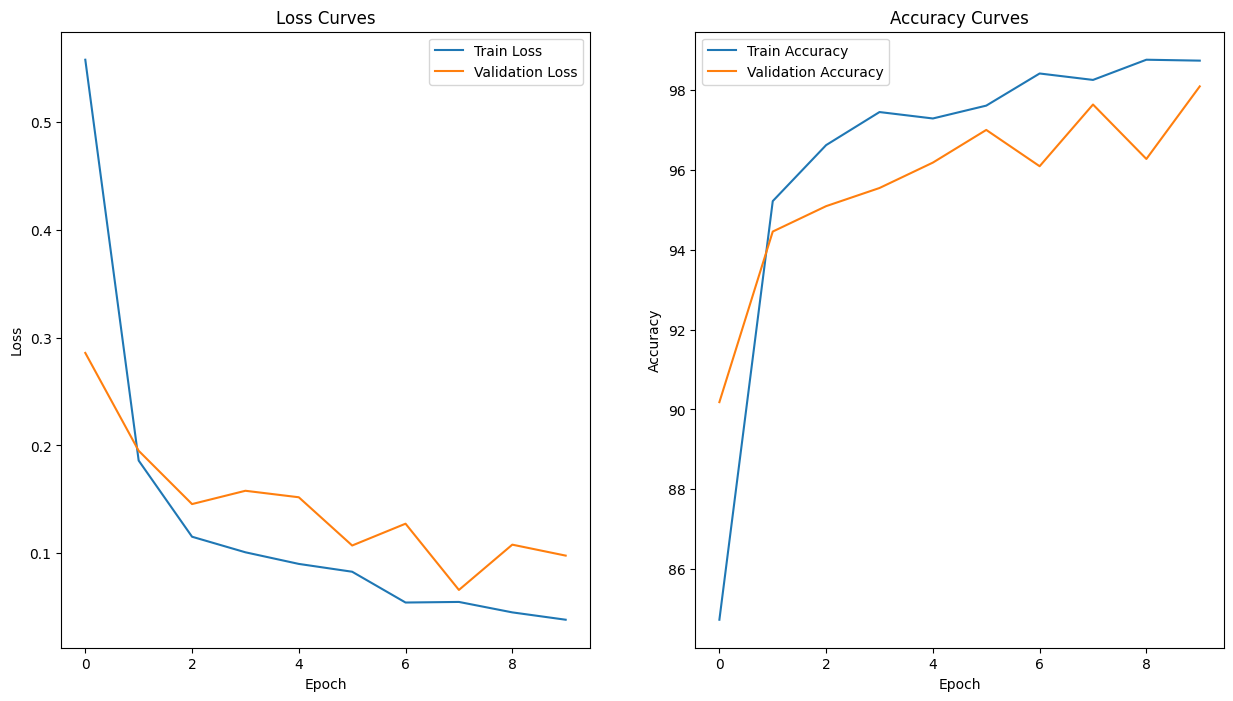 Loss Curves
Train Loss
Validation Loss
0.5
0.4
0.3
0.2
0.1
Loss
0 2 4 6 8
Epoch
Accuracy Curves
Train Accuracy
Validation Accuracy
98
96
94
92
90
88
86
Accuracy
0 2 4 6 8
Epoch